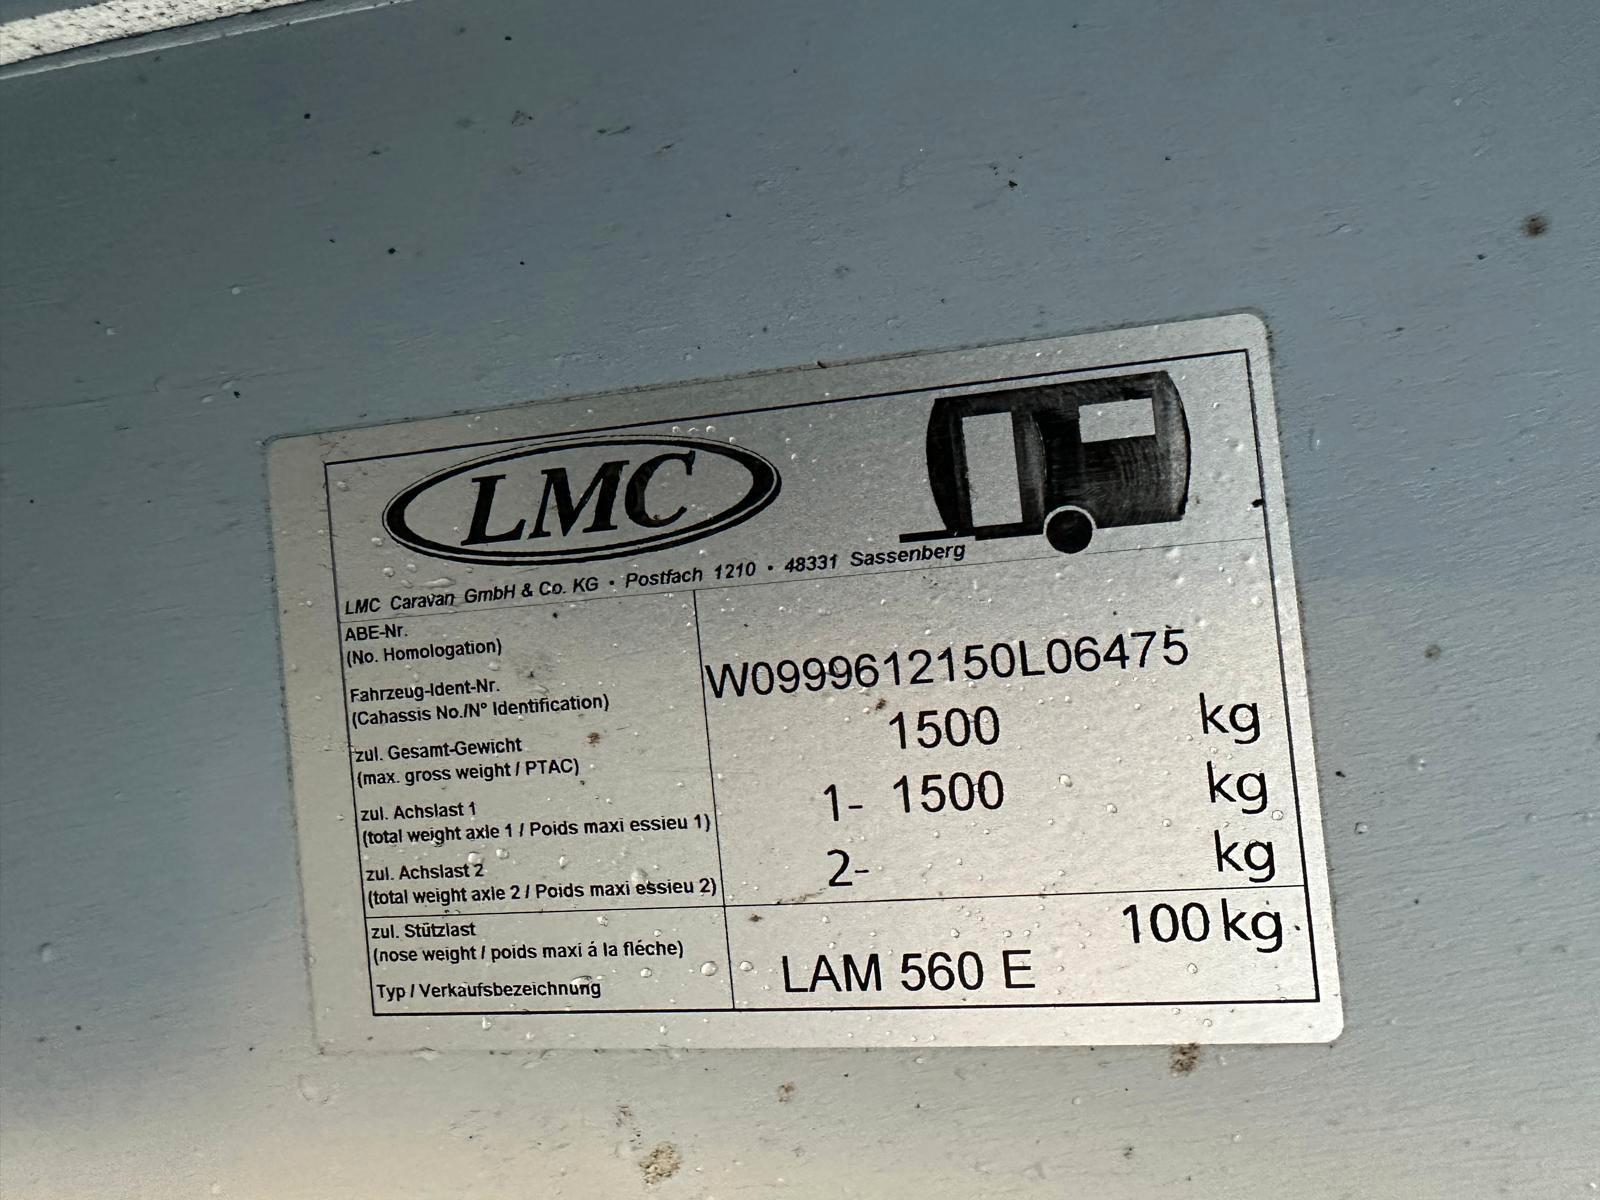 LMC
LMC Caravan GmbH & Co. KG • Postfach 1210 • 48331 Sassenberg
ABE-Nr.
(No. Homologation)
Fahrzeug-Ident-Nr.
(Cahassis No./N° Identification)
W0999612150L06475
zul. Gesamt-Gewicht
(max. gross weight / PTAC)
1500 kg
zul. Achslast 1
(total weight axle 1 / Poids maxi essieu 1)
1- 1500 kg
zul. Achslast 2
(total weight axle 2 / Poids maxi essieu 2)
2- kg
zul. Stützlast
(nose weight / poids maxi á la fléche)
100 kg
Typ / Verkaufsbezeichnung
LAM 560 E